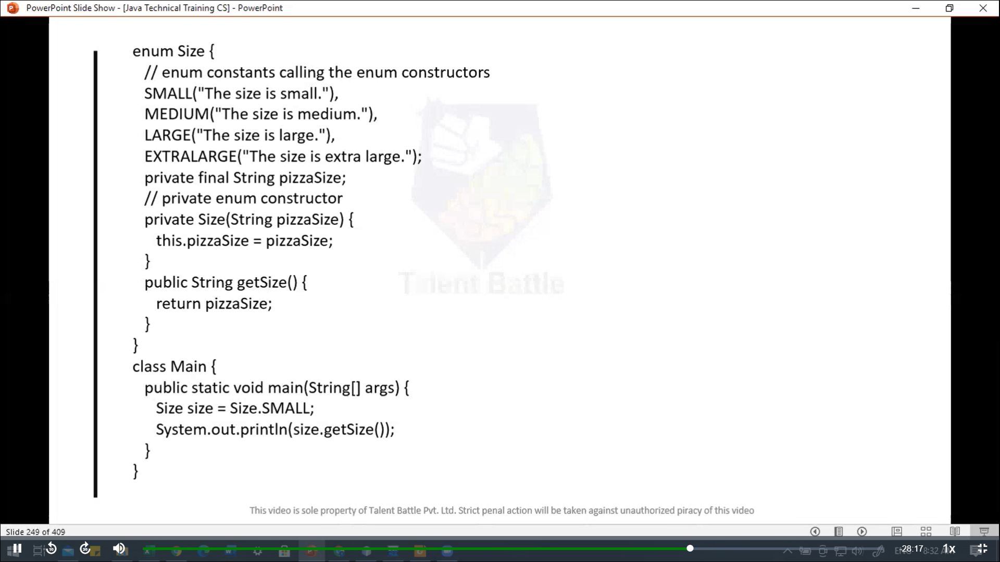 PowerPoint Slide Show - [Java Technical Training CS] - PowerPoint
enum Size {
// enum constants calling the enum constructors
SMALL("The size is small."),
MEDIUM("The size is medium."),
LARGE("The size is large."),
EXTRALARGE("The size is extra large.");
private final String pizzaSize;
// private enum constructor
private Size(String pizzaSize) {
this.pizzaSize = pizzaSize;
}
public String getSize() {
return pizzaSize;
}
}
class Main {
public static void main(String[] args) {
Size size = Size.SMALL;
System.out.println(size.getSize());
}
}
Talent Battle
This video is sole property of Talent Battle Pvt. Ltd. Strict penal action will be taken against unauthorized piracy of this video
Slide 249 of 409
10
30
-28:17
8:32 AM
1x